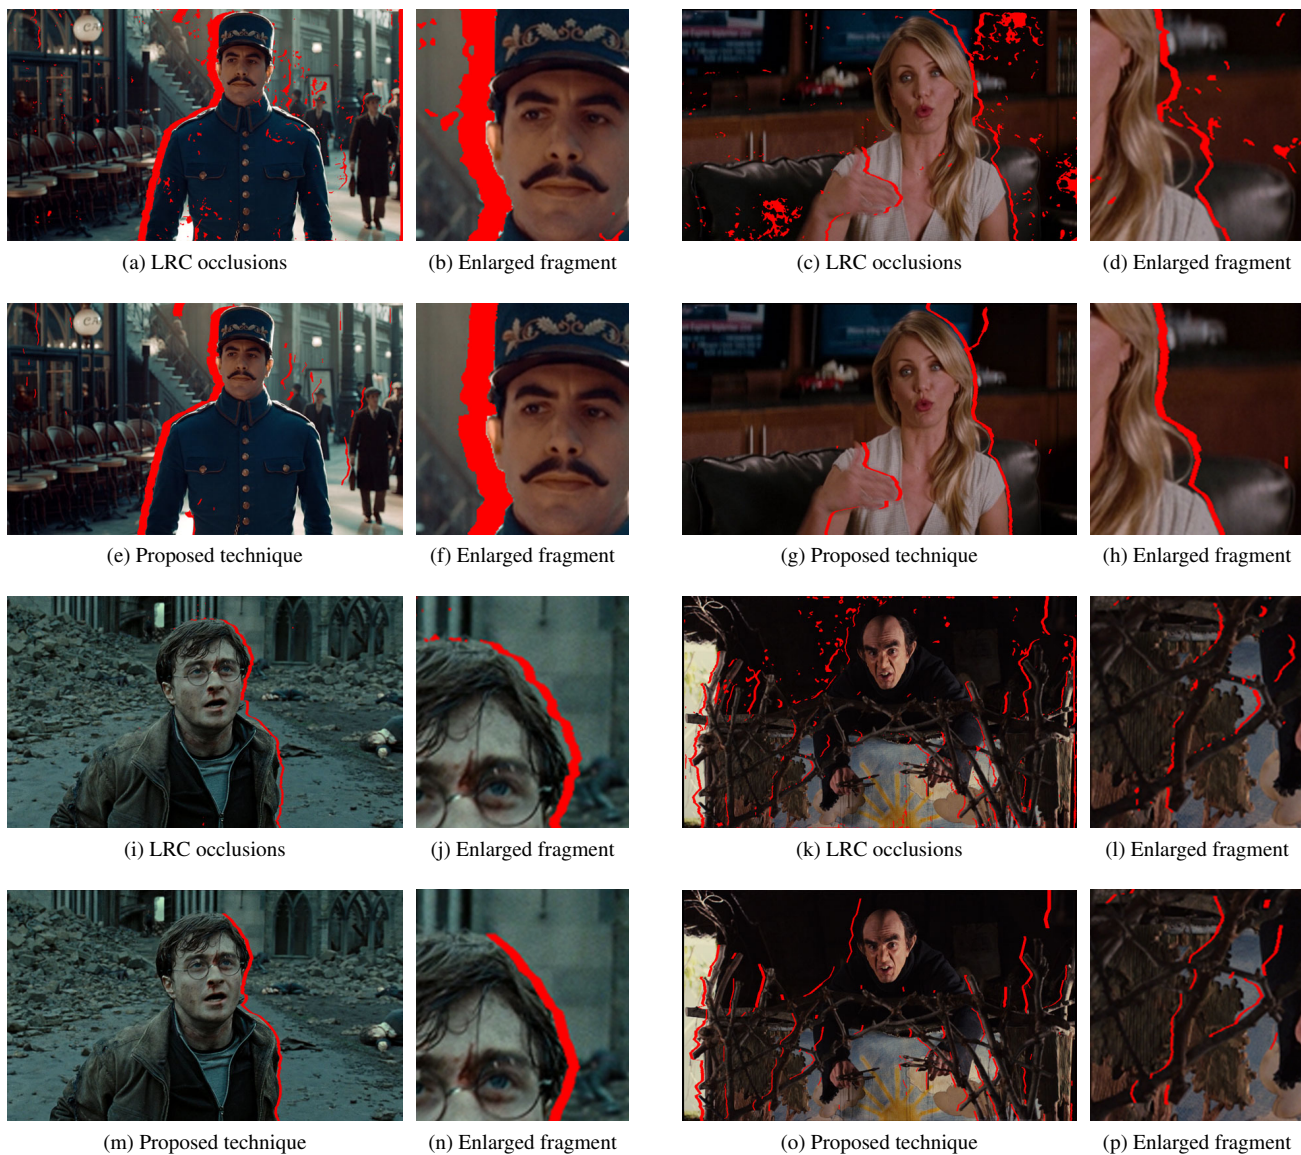 (a) LRC occlusions
(b) Enlarged fragment
(c) LRC occlusions
(d) Enlarged fragment
(e) Proposed technique
(f) Enlarged fragment
(g) Proposed technique
(h) Enlarged fragment
(i) LRC occlusions
(j) Enlarged fragment
(k) LRC occlusions
(l) Enlarged fragment
(m) Proposed technique
(n) Enlarged fragment
(o) Proposed technique
(p) Enlarged fragment